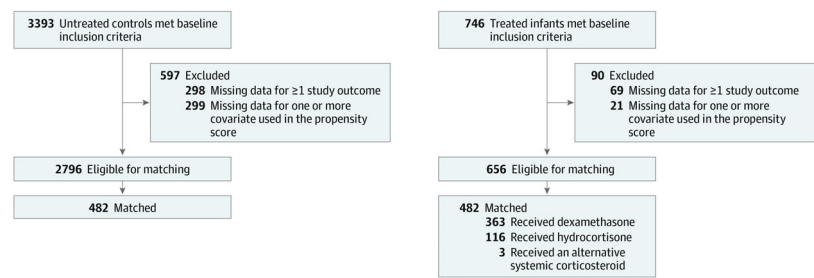 3393 Untreated controls met baseline
inclusion criteria
597 Excluded
298 Missing data for ≥1 study outcome
299 Missing data for one or more
covariate used in the propensity
score
2796 Eligible for matching
482 Matched
746 Treated infants met baseline
inclusion criteria
90 Excluded
69 Missing data for ≥1 study outcome
21 Missing data for one or more
covariate used in the propensity
score
656 Eligible for matching
482 Matched
363 Received dexamethasone
116 Received hydrocortisone
3 Received an alternative
systemic corticosteroid